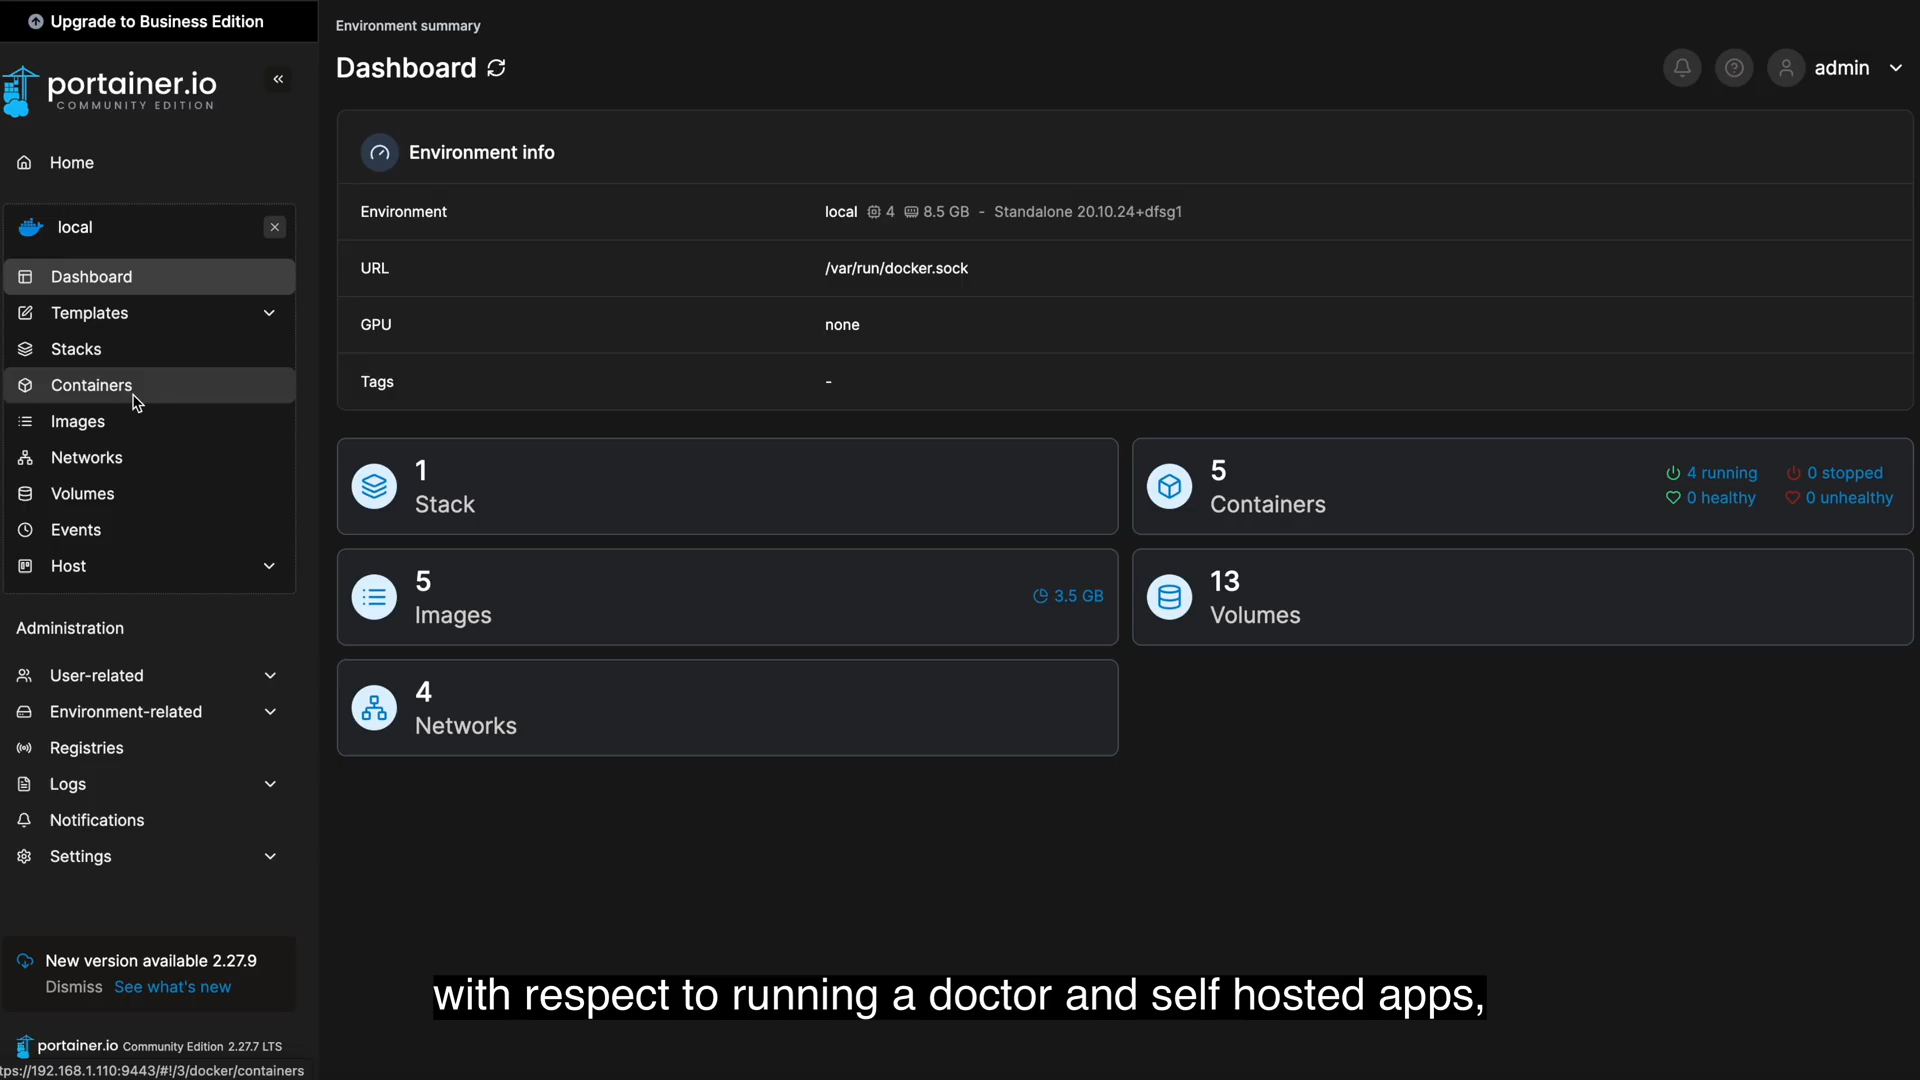 Upgrade to Business Edition
portainer.io
COMMUNITY EDITION
Home
local
Dashboard
Templates
Stacks
Containers
Images
Networks
Volumes
Events
Host
Administration
User-related
Environment-related
Registries
Logs
Notifications
Settings
New version available 2.27.9
Dismiss See what's new
portainer.io Community Edition 2.27.7 LTS
tps://192.168.1.110:9443/#!/3/docker/containers
Environment summary
Dashboard
admin
Environment info
Environment local 4 8.5 GB - Standalone 20.10.24+dfsg1
URL /var/run/docker.sock
GPU none
Tags -
1
Stack
5
Containers
4 running 0 stopped
0 healthy 0 unhealthy
5
Images
3.5 GB
13
Volumes
4
Networks
with respect to running a doctor and self hosted apps,